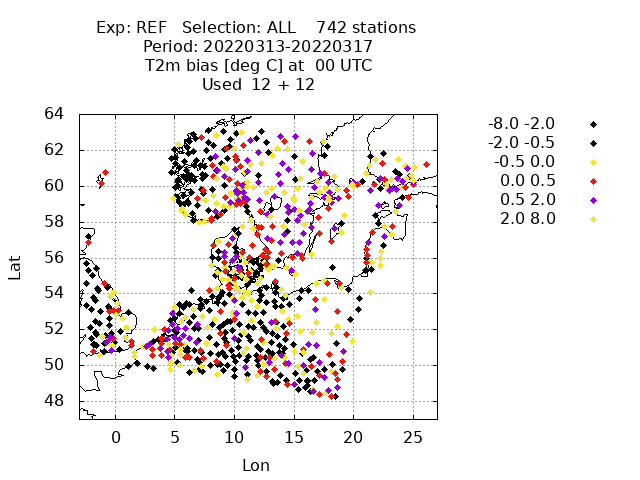 Exp: REF   Selection: ALL    742 stations
Period: 20220313-20220317
T2m bias [deg C] at  00 UTC
Used  12 + 12
64
62
60
58
56
54
52
50
48
Lat
0 5 10 15 20 25
Lon
-8.0 -2.0
-2.0 -0.5
-0.5 0.0
0.0 0.5
0.5 2.0
2.0 8.0